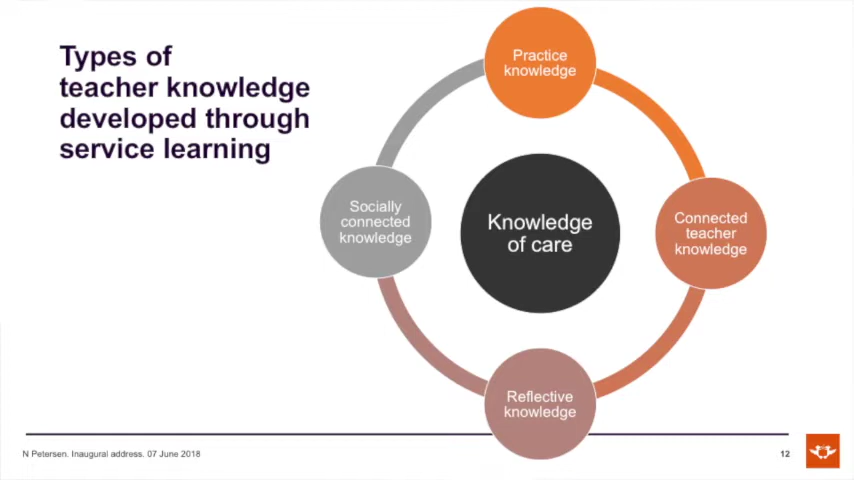 Types of
teacher knowledge
developed through
service learning
Practice
knowledge
Connected
teacher
knowledge
Reflective
knowledge
Socially
connected
knowledge
Knowledge
of care
N Petersen. Inaugural address. 07 June 2018
12